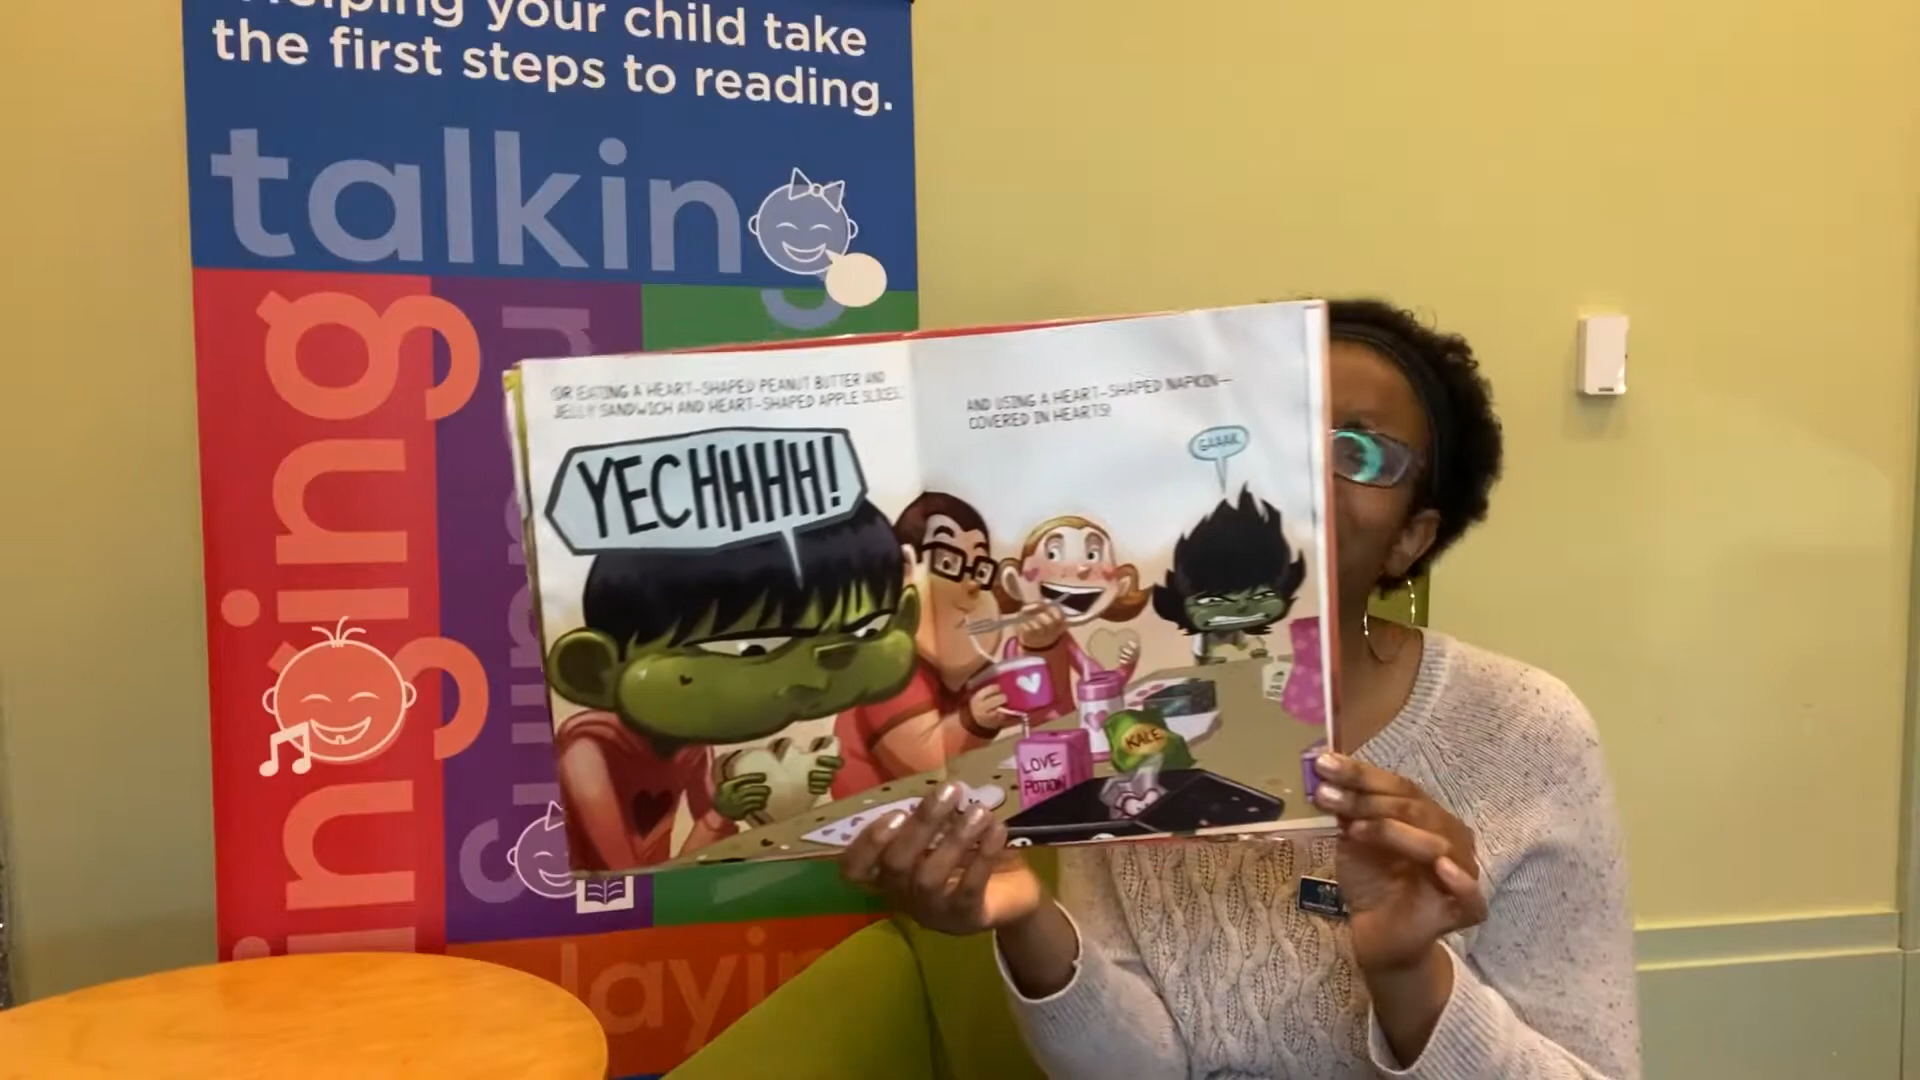 Helping your child take
the first steps to reading.
talking
singing
laying
OR EATING A HEART-SHAPED PEANUT BUTTER AND
JELLY SANDWICH AND HEART-SHAPED APPLE SLICES.
YECHHHH!
AND USING A HEART-SHAPED NAPKIN—
COVERED IN HEARTS!
GAAAK
KALE
LOVE
POTION